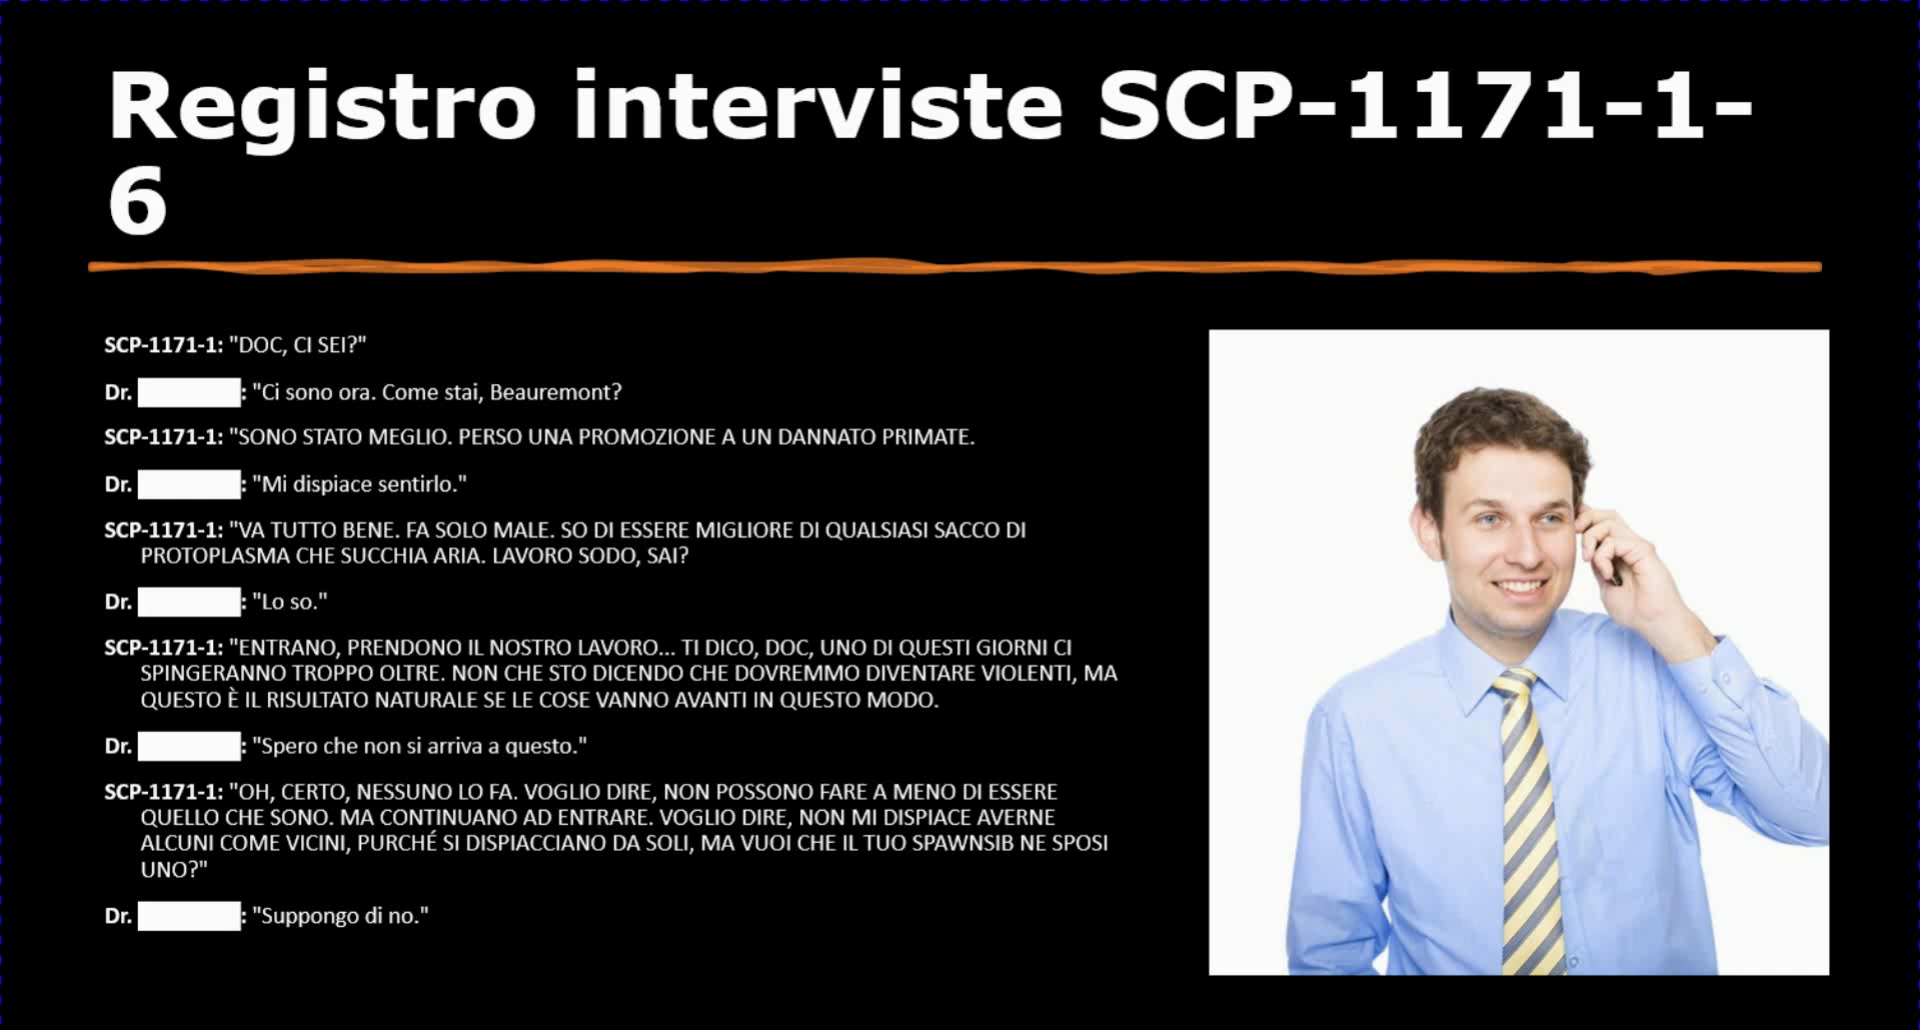 Registro interviste SCP-1171-1-
6
SCP-1171-1: "DOC, CI SEI?"
Dr. : "Ci sono ora. Come stai, Beauremont?
SCP-1171-1: "SONO STATO MEGLIO. PERSO UNA PROMOZIONE A UN DANNATO PRIMATE.
Dr. : "Mi dispiace sentirlo."
SCP-1171-1: "VA TUTTO BENE. FA SOLO MALE. SO DI ESSERE MIGLIORE DI QUALSIASI SACCO DI
PROTOPLASMA CHE SUCCHIA ARIA. LAVORO SODO, SAI?
Dr. : "Lo so."
SCP-1171-1: "ENTRANO, PRENDONO IL NOSTRO LAVORO... TI DICO, DOC, UNO DI QUESTI GIORNI CI
SPINGERANNO TROPPO OLTRE. NON CHE STO DICENDO CHE DOVREMMO DIVENTARE VIOLENTI, MA
QUESTO È IL RISULTATO NATURALE SE LE COSE VANNO AVANTI IN QUESTO MODO.
Dr. : "Spero che non si arriva a questo."
SCP-1171-1: "OH, CERTO, NESSUNO LO FA. VOGLIO DIRE, NON POSSONO FARE A MENO DI ESSERE
QUELLO CHE SONO. MA CONTINUANO AD ENTRARE. VOGLIO DIRE, NON MI DISPIACE AVERNE
ALCUNI COME VICINI, PURCHÉ SI DISPIACCIANO DA SOLI, MA VUOI CHE IL TUO SPAWNSIB NE SPOSI
UNO?"
Dr. : "Suppongo di no."